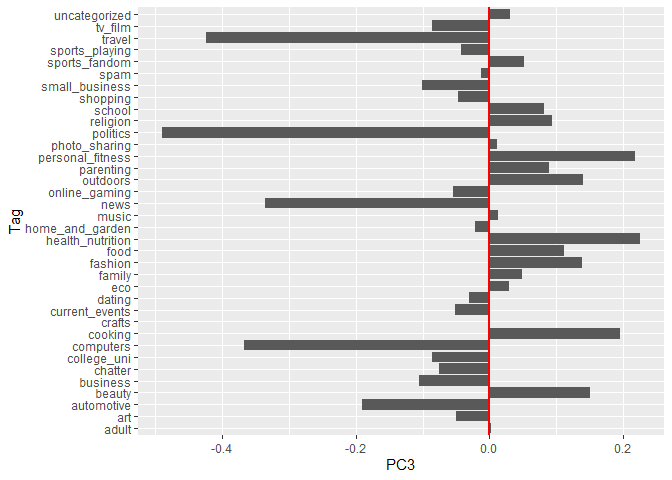 uncategorized
tv_film
travel
sports_playing
sports_fandom
spam
small_business
shopping
school
religion
politics
photo_sharing
personal_fitness
parenting
outdoors
online_gaming
news
music
home_and_garden
health_nutrition
food
fashion
family
eco
dating
current_events
crafts
cooking
computers
college_uni
chatter
business
beauty
automotive
art
adult
Tag
-0.4 -0.2 0.0 0.2
PC3